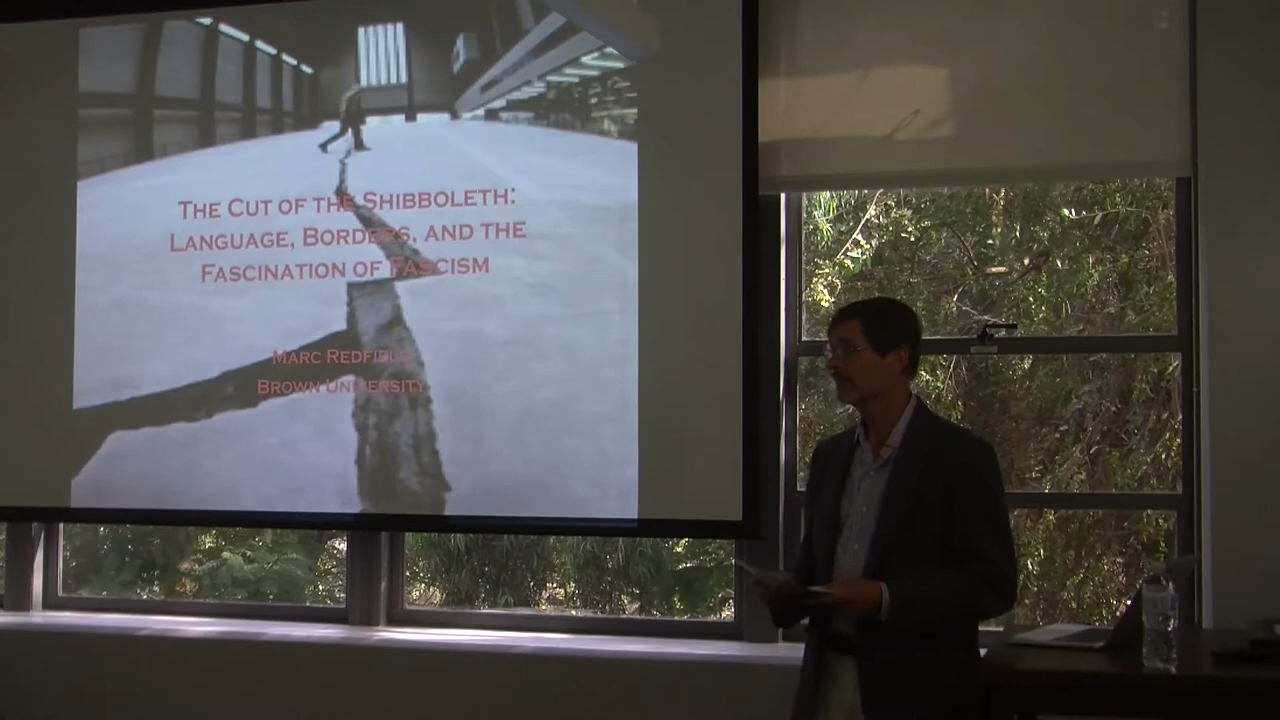 The Cut of the Shibboleth:
Language, Borders, and the
Fascination of Fascism
Marc Redfield
Brown University